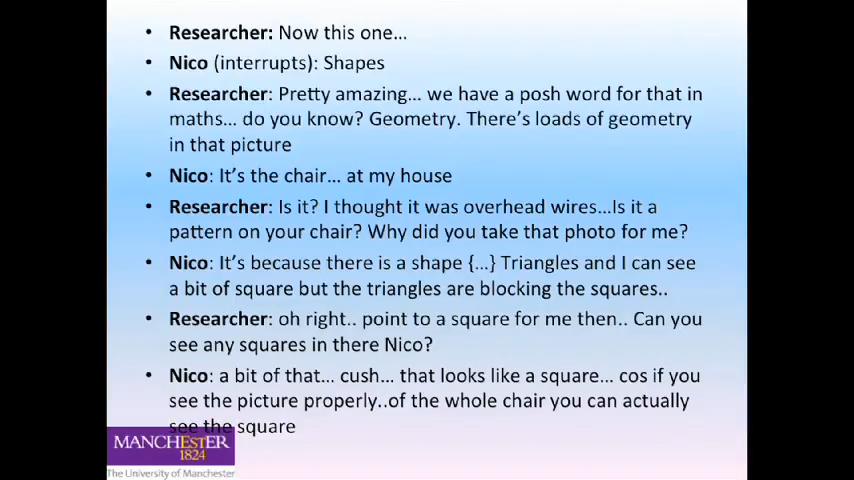 • Researcher: Now this one…
• Nico (interrupts): Shapes
• Researcher: Pretty amazing… we have a posh word for that in
maths… do you know? Geometry. There's loads of geometry
in that picture
• Nico: It's the chair… at my house
• Researcher: Is it? I thought it was overhead wires…Is it a
pattern on your chair? Why did you take that photo for me?
• Nico: It's because there is a shape {…} Triangles and I can see
a bit of square but the triangles are blocking the squares..
• Researcher: oh right.. point to a square for me then.. Can you
see any squares in there Nico?
• Nico: a bit of that… cush… that looks like a square… cos if you
see the picture properly..of the whole chair you can actually
see the square
MANCHESTER
1824
The University of Manchester